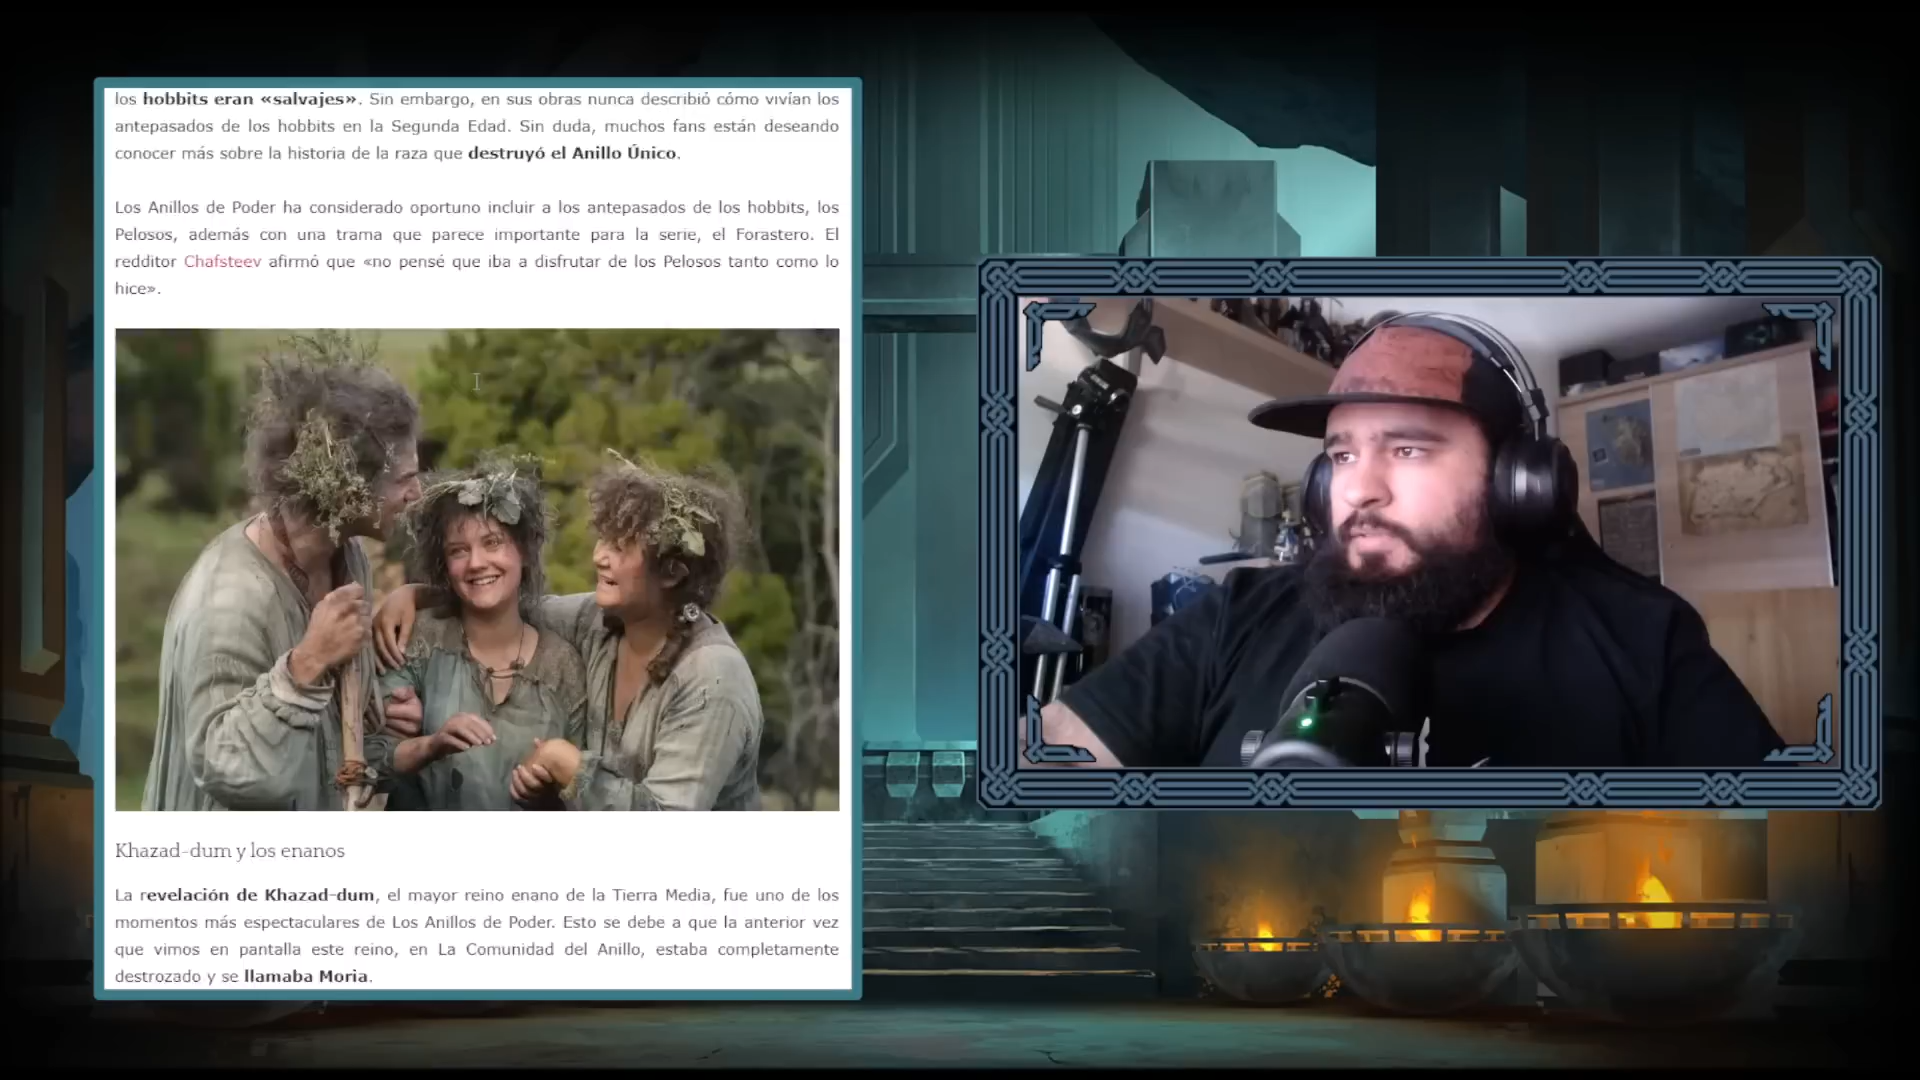 los hobbits eran «salvajes». Sin embargo, en sus obras nunca describió cómo vivían los
antepasados de los hobbits en la Segunda Edad. Sin duda, muchos fans están deseando
conocer más sobre la historia de la raza que destruyó el Anillo Único.
Los Anillos de Poder ha considerado oportuno incluir a los antepasados de los hobbits, los
Pelosos, además con una trama que parece importante para la serie, el Forastero. El
redditor Chafsteev afirmó que «no pensé que iba a disfrutar de los Pelosos tanto como lo
hice».
Khazad-dum y los enanos
La revelación de Khazad-dum, el mayor reino enano de la Tierra Media, fue uno de los
momentos más espectaculares de Los Anillos de Poder. Esto se debe a que la anterior vez
que vimos en pantalla este reino, en La Comunidad del Anillo, estaba completamente
destrozado y se llamaba Moria.